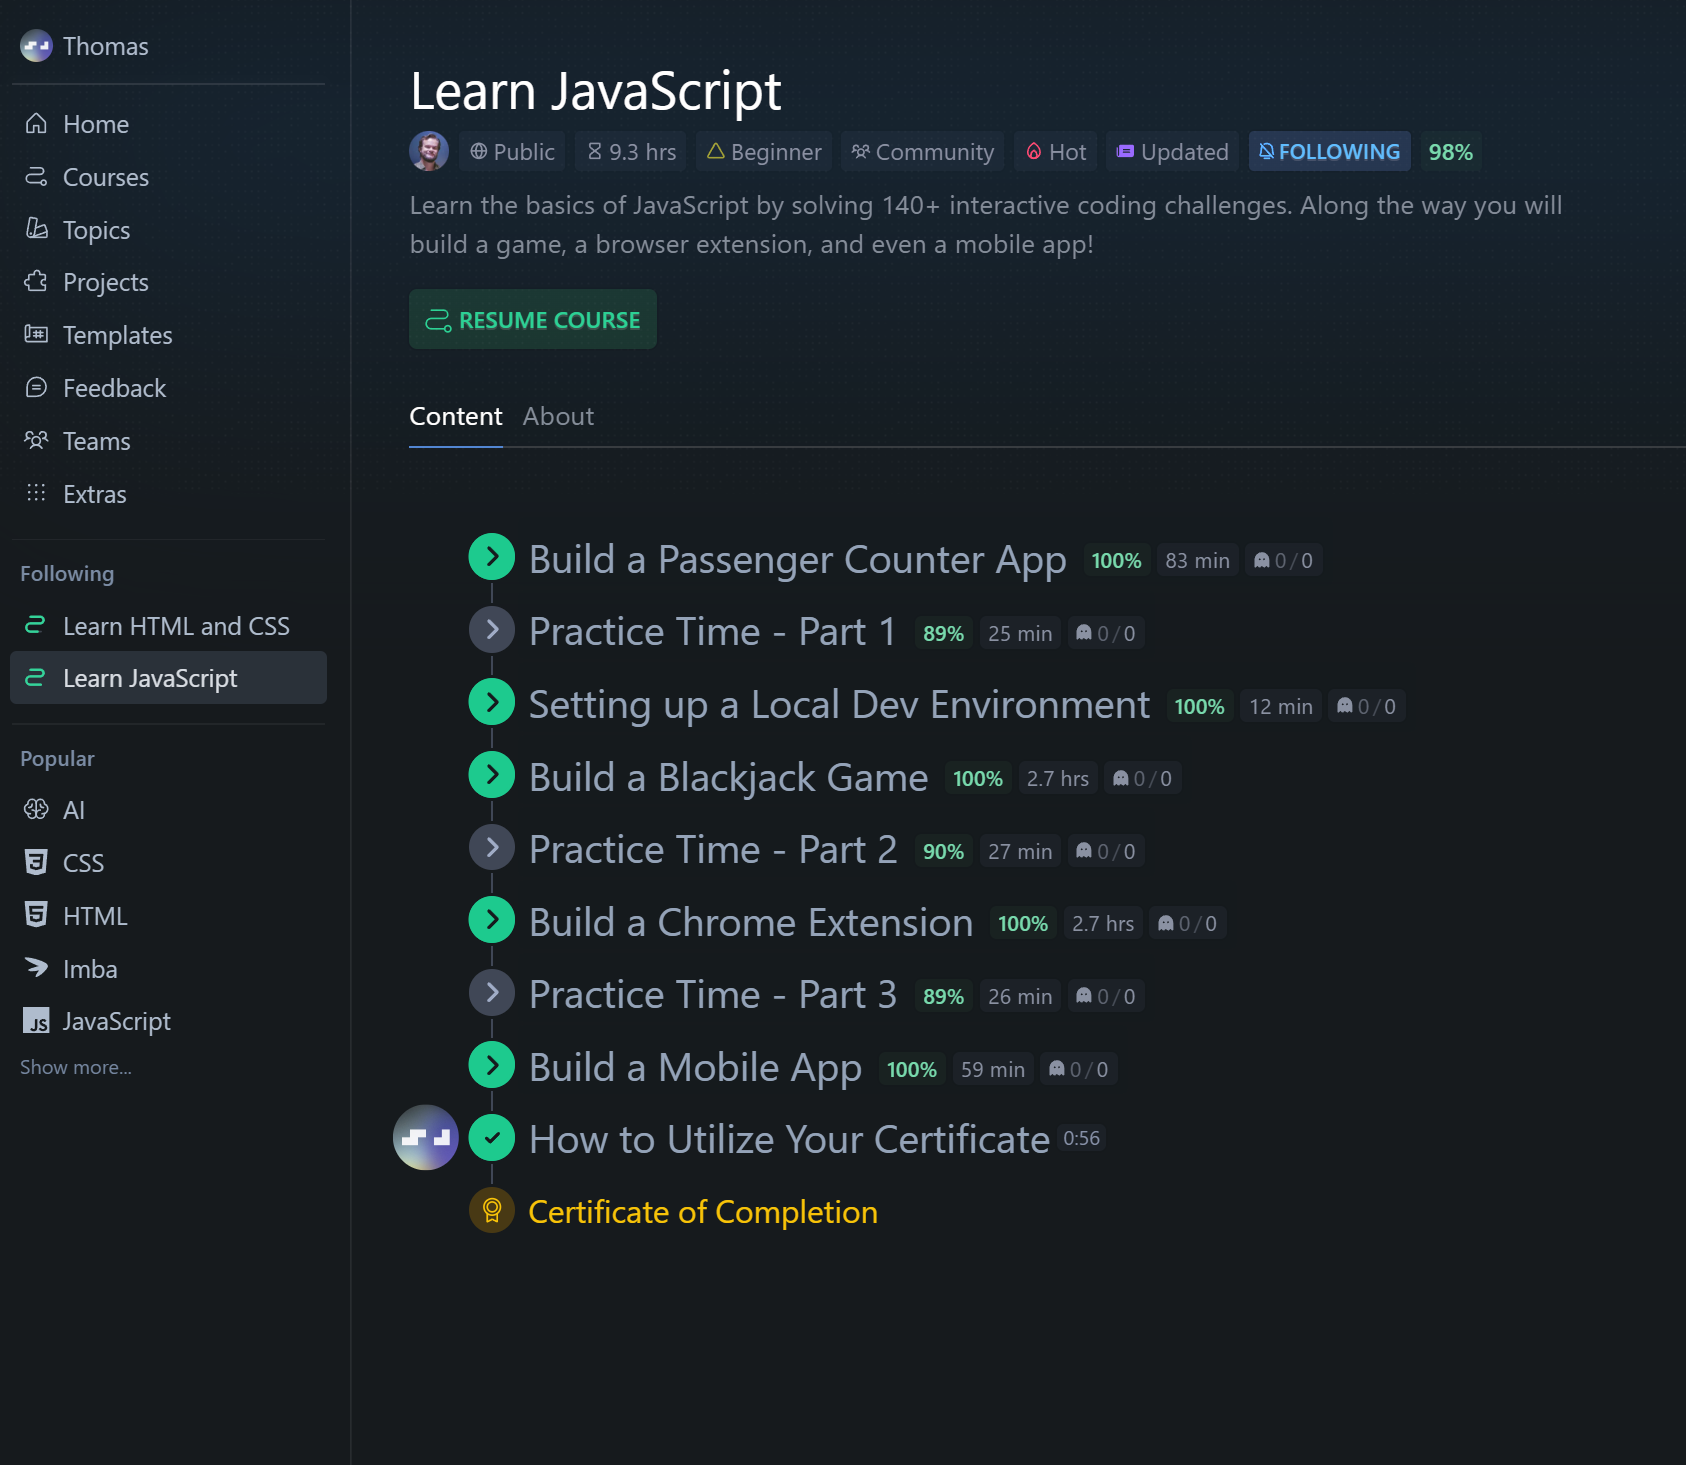 Thomas
Home
Courses
Topics
Projects
Templates
Feedback
Teams
Extras
Following
Learn HTML and CSS
Learn JavaScript
Popular
AI
CSS
HTML
Imba
JS JavaScript
Show more...
Learn JavaScript
Public 9.3 hrs Beginner Community Hot Updated FOLLOWING 98%
Learn the basics of JavaScript by solving 140+ interactive coding challenges. Along the way you will
build a game, a browser extension, and even a mobile app!
RESUME COURSE
Content About
Build a Passenger Counter App 100% 83 min 0/0
Practice Time - Part 1 89% 25 min 0/0
Setting up a Local Dev Environment 100% 12 min 0/0
Build a Blackjack Game 100% 2.7 hrs 0/0
Practice Time - Part 2 90% 27 min 0/0
Build a Chrome Extension 100% 2.7 hrs 0/0
Practice Time - Part 3 89% 26 min 0/0
Build a Mobile App 100% 59 min 0/0
How to Utilize Your Certificate 0:56
Certificate of Completion